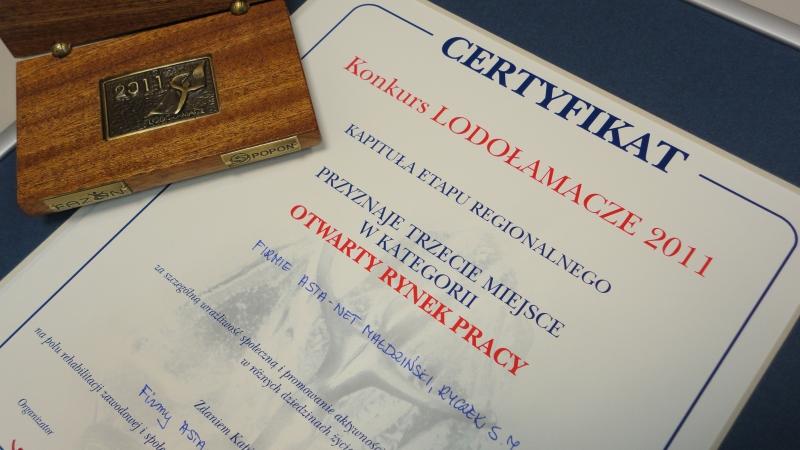 2011
POPON
FAZON
CERTYFIKAT
Konkurs LODOŁAMACZE 2011
KAPITUŁA ETAPU REGIONALNEGO
PRZYZNAJE TRZECIE MIEJSCE
W KATEGORII
OTWARTY RYNEK PRACY
FIRMIE ASTA-NET MAŁDZIŃSKI, RYCZEK S.
za szczególną wrażliwość społeczną i promowanie aktywności
w różnych dziedzinach życia
na polu rehabilitacji zawodowej i
Zdaniem
Firmy ASTA
Organizator